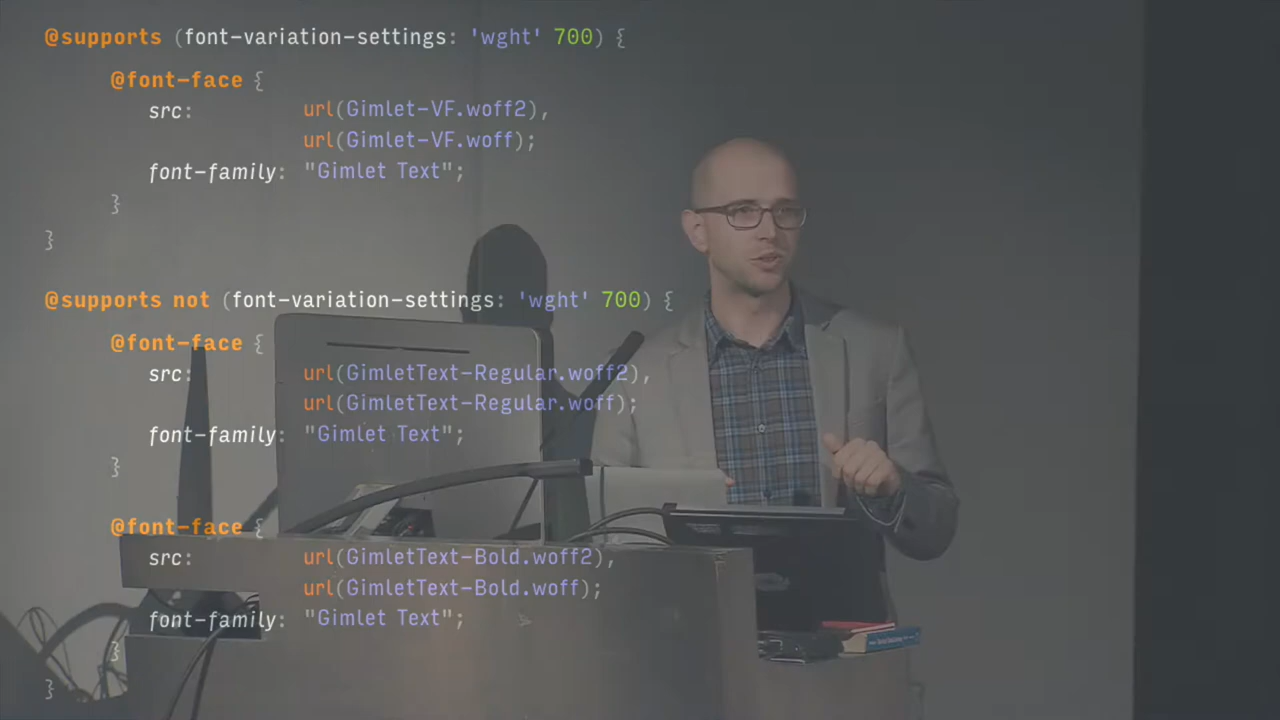 @supports (font-variation-settings: 'wght' 700) {
@font-face {
src: url(Gimlet-VF.woff2),
url(Gimlet-VF.woff);
font-family: "Gimlet Text";
}
}
@supports not (font-variation-settings: 'wght' 700) {
@font-face {
src: url(GimletText-Regular.woff2),
url(GimletText-Regular.woff);
font-family: "Gimlet Text";
}
@font-face {
src: url(GimletText-Bold.woff2),
url(GimletText-Bold.woff);
font-family: "Gimlet Text";
}
}